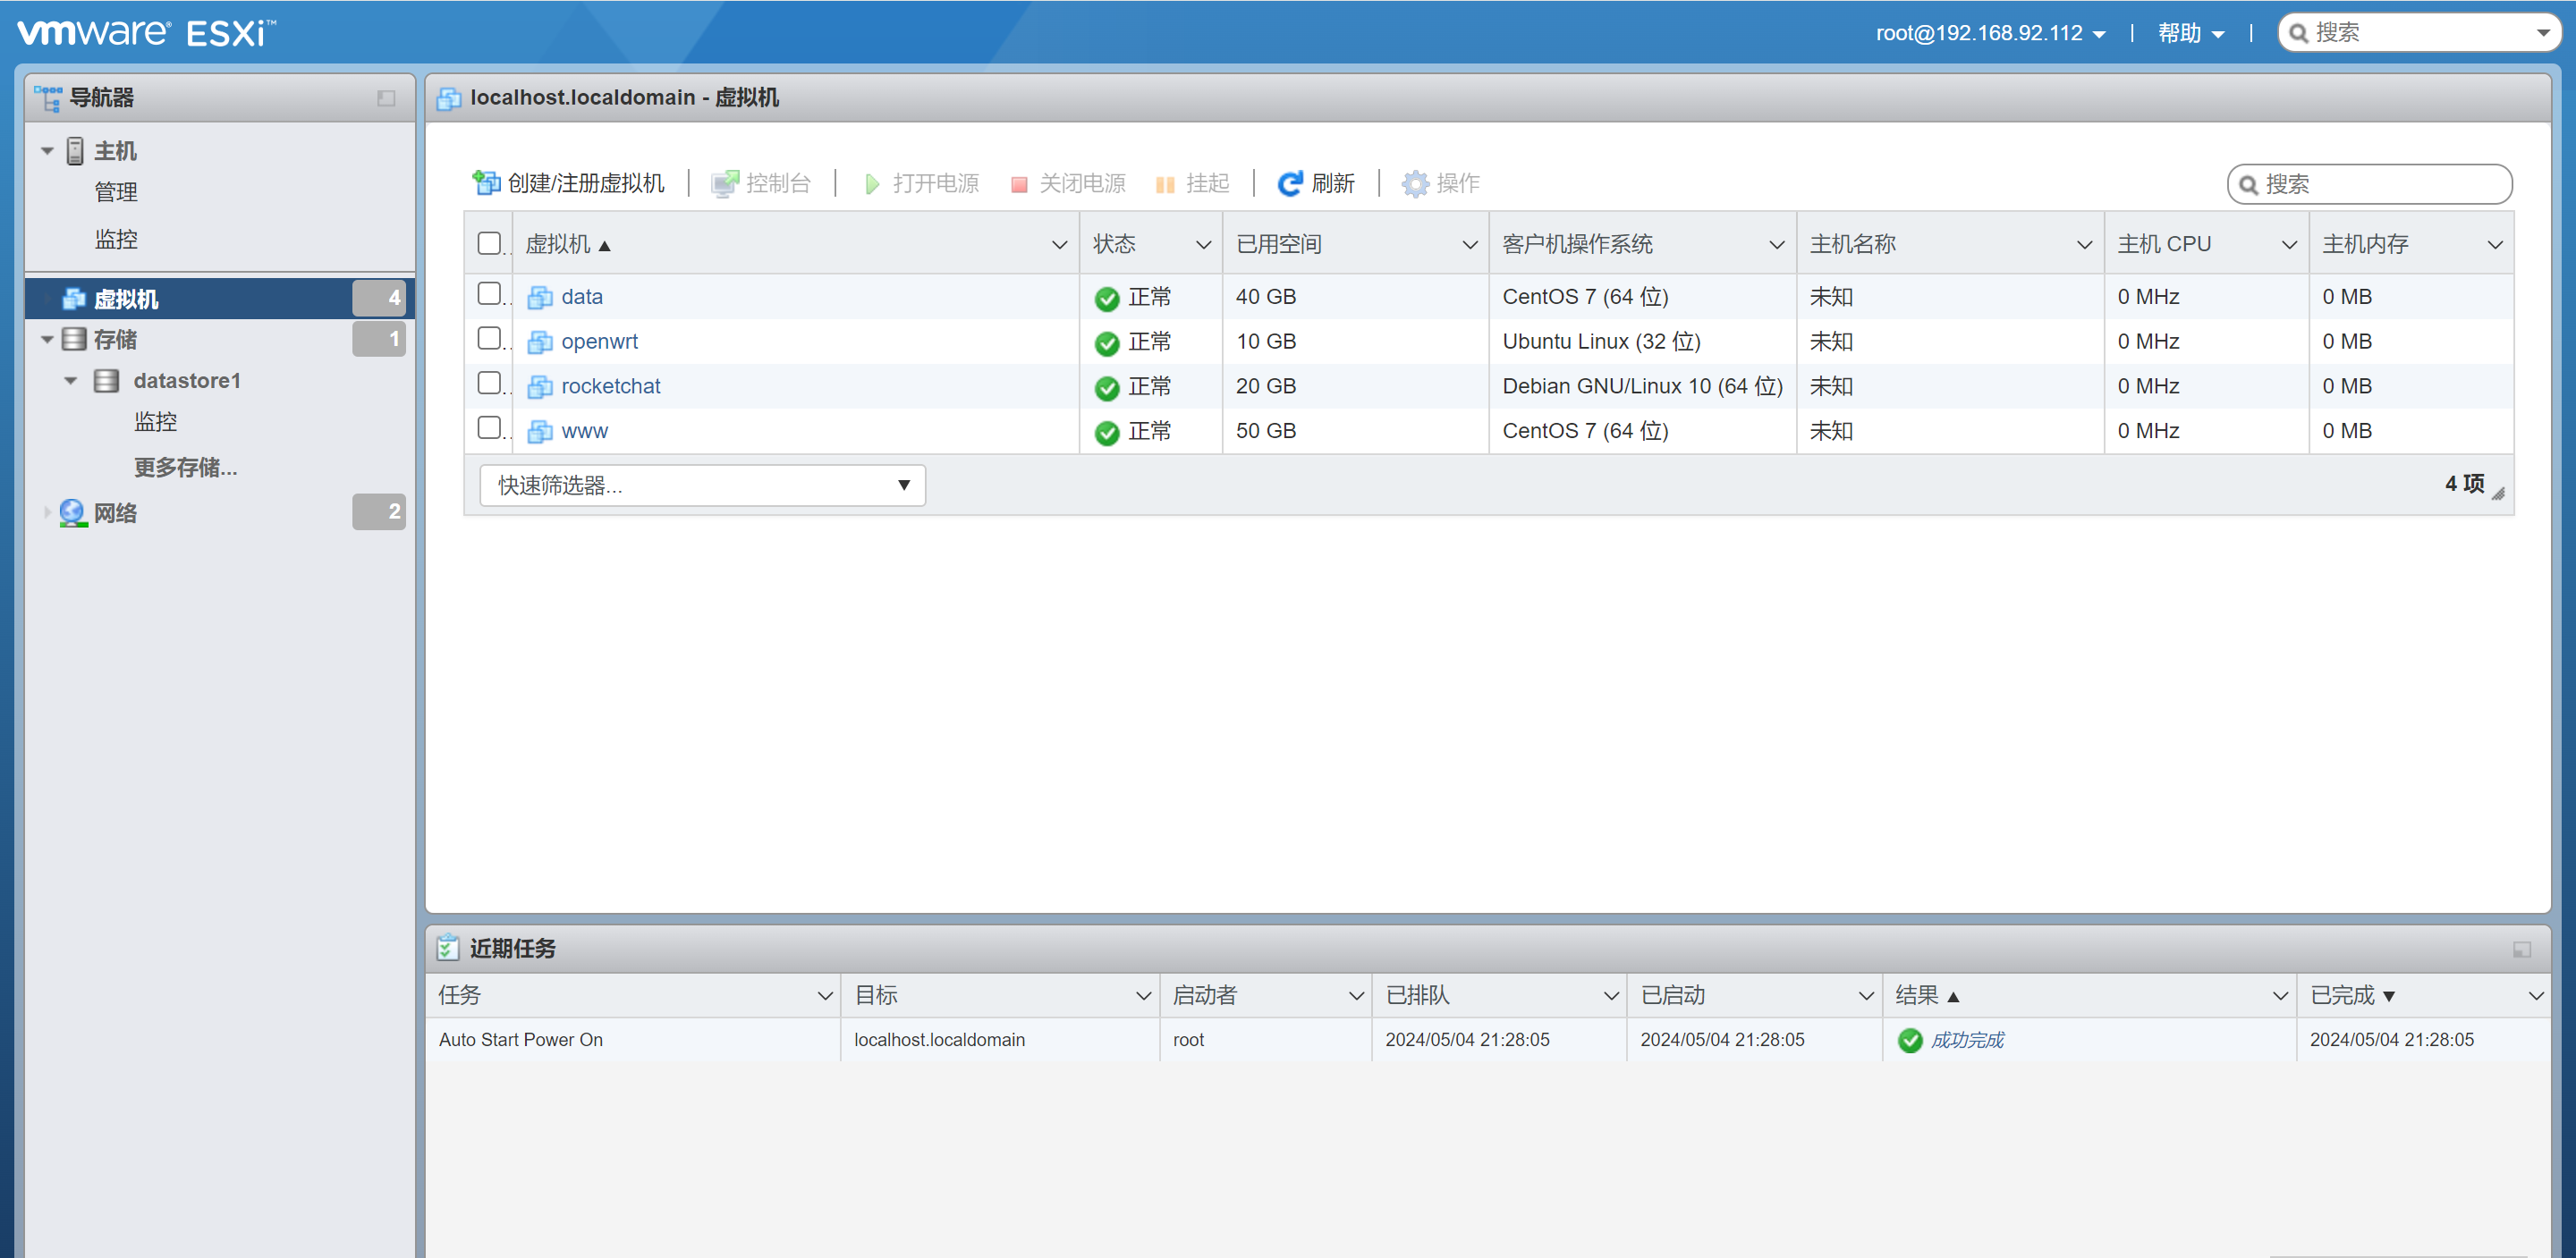 vmware® ESXi™
root@192.168.92.112 | 帮助 | 搜索
导航器
主机
管理
监控
虚拟机 4
存储 1
datastore1
监控
更多存储...
网络 2
localhost.localdomain - 虚拟机
创建/注册虚拟机 | 控制台 | 打开电源 关闭电源 挂起 | 刷新 | 操作 搜索
虚拟机 ▲ 状态 已用空间 客户机操作系统 主机名称 主机 CPU 主机内存
data 正常 40 GB CentOS 7 (64 位) 未知 0 MHz 0 MB
openwrt 正常 10 GB Ubuntu Linux (32 位) 未知 0 MHz 0 MB
rocketchat 正常 20 GB Debian GNU/Linux 10 (64 位) 未知 0 MHz 0 MB
www 正常 50 GB CentOS 7 (64 位) 未知 0 MHz 0 MB
快速筛选器... 4 项
近期任务
任务 目标 启动者 已排队 已启动 结果 ▲ 已完成 ▼
Auto Start Power On localhost.localdomain root 2024/05/04 21:28:05 2024/05/04 21:28:05 成功完成 2024/05/04 21:28:05